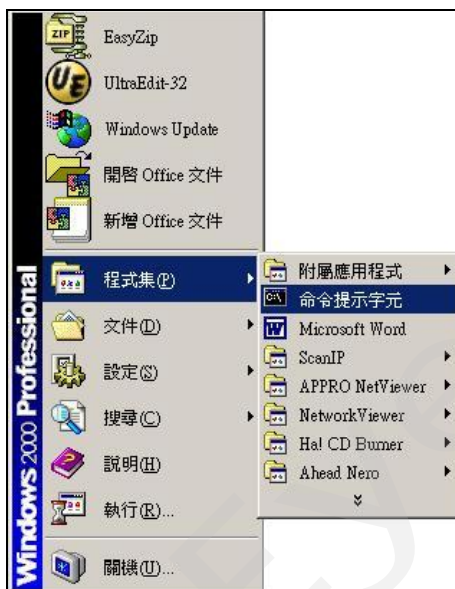 EasyZip
UltraEdit-32
Windows Update
開啓 Office 文件
新增 Office 文件
程式集(P)
文件(D)
設定(S)
搜尋(C)
說明(H)
執行(R)...
關機(U)...
Windows 2000 Professional
附屬應用程式
命令提示字元
Microsoft Word
ScanIP
APPRO NetViewer
NetworkViewer
Ha! CD Burner
Ahead Nero